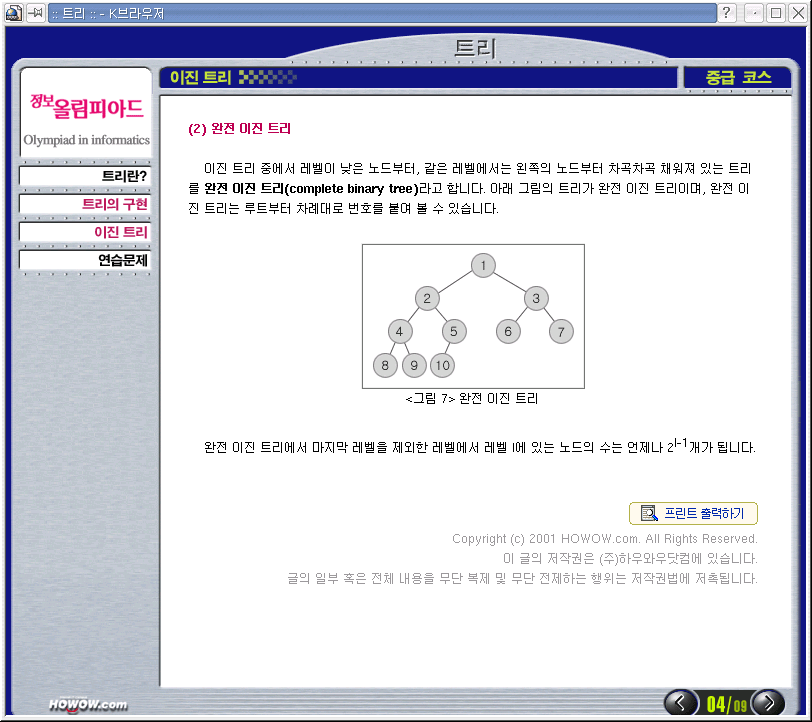 :: 트리 :: - K브라우저
트리
이진 트리
중급 코스
정보올림피아드
Olympiad in informatics
트리란?
트리의 구현
이진 트리
연습문제
(2) 완전 이진 트리
이진 트리 중에서 레벨이 낮은 노드부터, 같은 레벨에서는 왼쪽의 노드부터 차곡차곡 채워져 있는 트리
를 완전 이진 트리(complete binary tree)라고 합니다. 아래 그림의 트리가 완전 이진 트리이며, 완전 이
진 트리는 루트부터 차례대로 번호를 붙여 볼 수 있습니다.
1
2 3
4 5 6 7
8 9 10
<그림 7> 완전 이진 트리
완전 이진 트리에서 마지막 레벨을 제외한 레벨에서 레벨 l에 있는 노드의 수는 언제나 2^l-1개가 됩니다.
프린트 출력하기
Copyright (c) 2001 HOWOW.com. All Rights Reserved.
이 글의 저작권은 (주)하우와우닷컴에 있습니다.
글의 일부 혹은 전체 내용을 무단 복제 및 무단 전제하는 행위는 저작권법에 저촉됩니다.
HOWOW.com
04/09